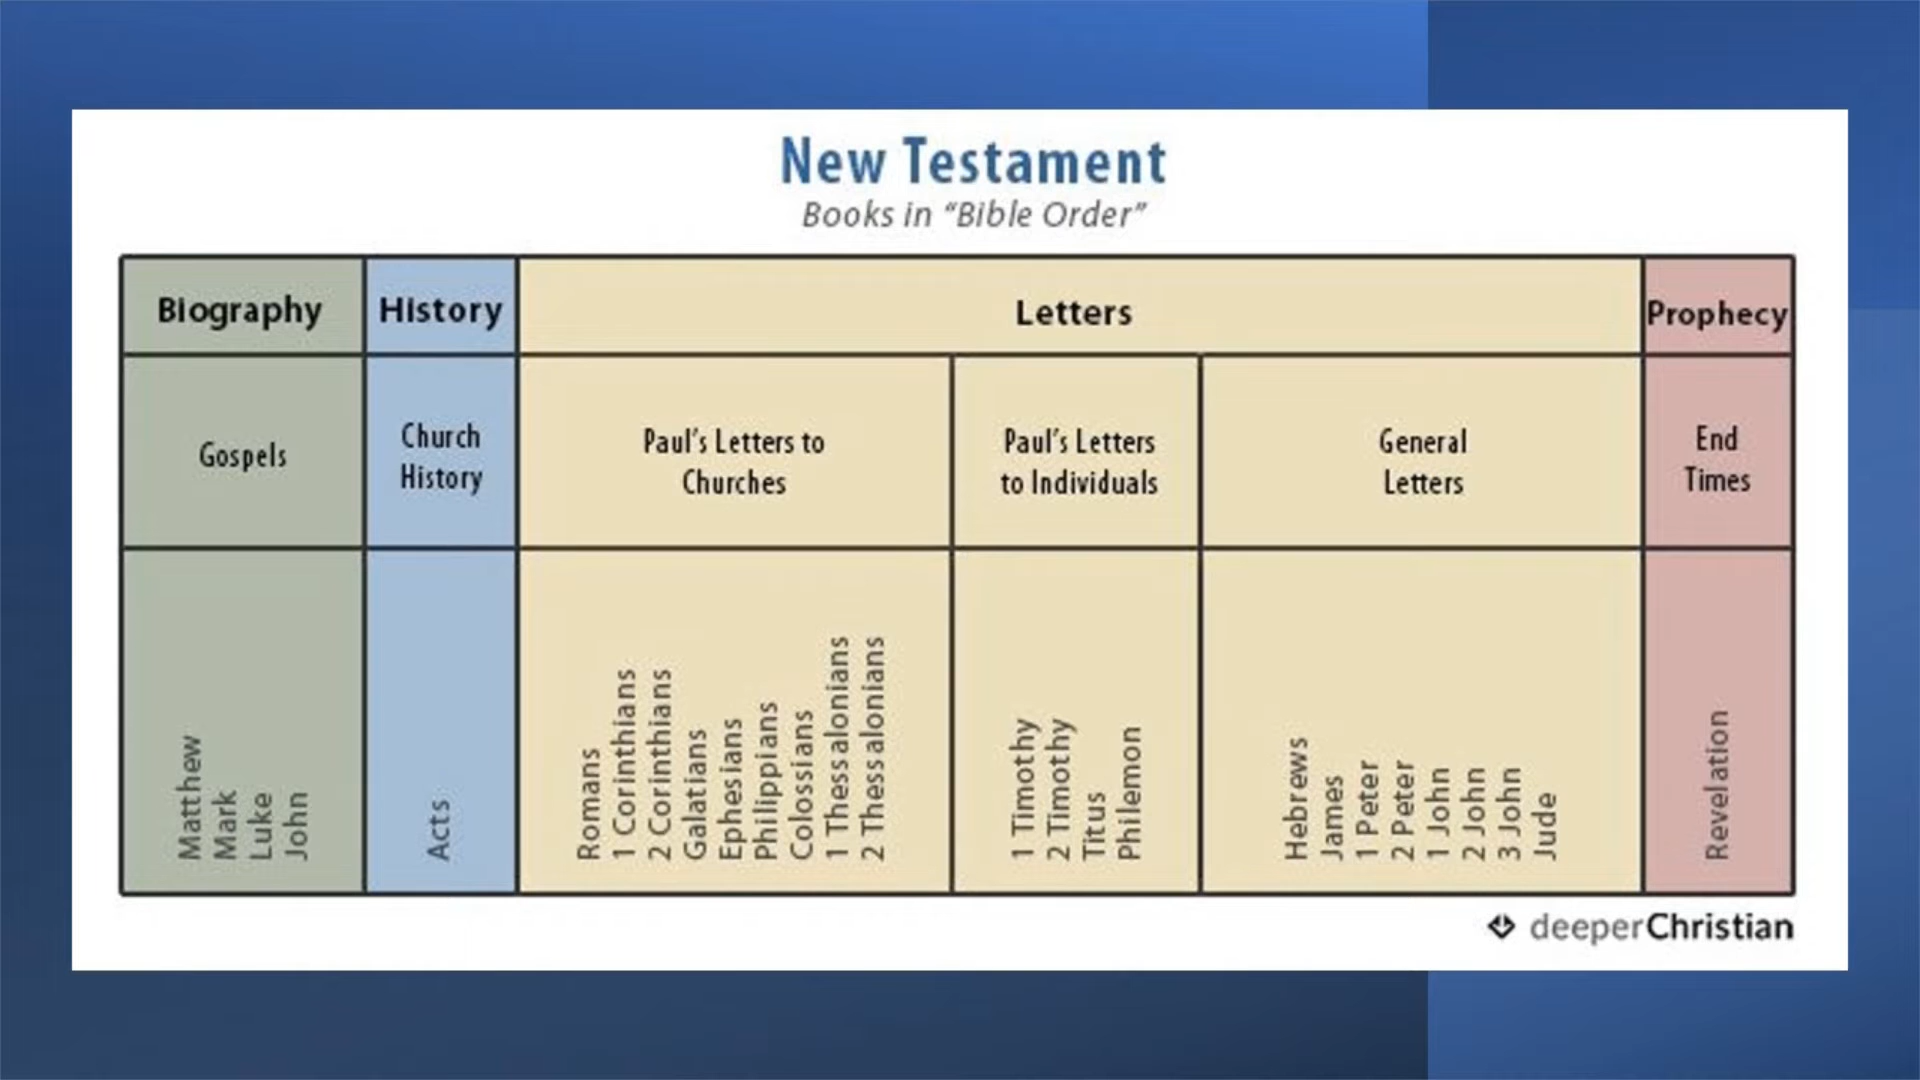 New Testament
Books in “Bible Order”
Biography
History
Letters
Prophecy
Gospels
Church
History
Paul’s Letters to
Churches
Paul’s Letters
to Individuals
General
Letters
End
Times
Matthew
Mark
Luke
John
Acts
Romans
1 Corinthians
2 Corinthians
Galatians
Ephesians
Philippians
Colossians
1 Thessalonians
2 Thessalonians
1 Timothy
2 Timothy
Titus
Philemon
Hebrews
James
1 Peter
2 Peter
1 John
2 John
3 John
Jude
Revelation
deeperChristian